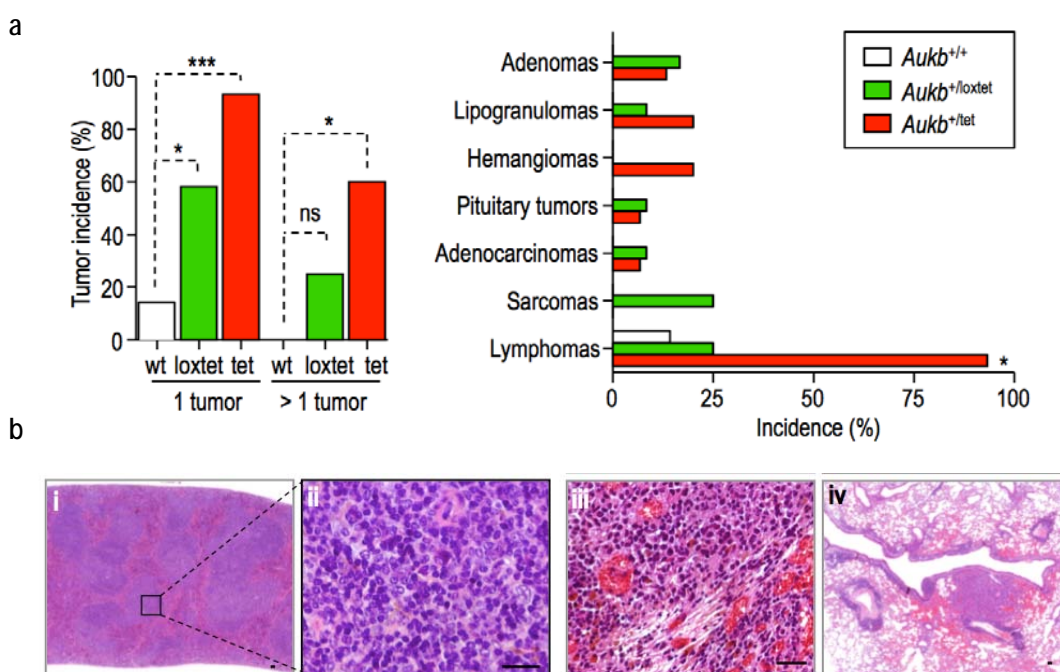 a
Tumor incidence (%)
100
80
60
40
20
0
***
*
*
ns
wt loxtet tet wt loxtet tet
1 tumor > 1 tumor
Adenomas
Lipogranulomas
Hemangiomas
Pituitary tumors
Adenocarcinomas
Sarcomas
Lymphomas
*
0 25 50 75 100
Incidence (%)
Aukb+/+
Aukb+/loxtet
Aukb+/tet
b
i ii iii iv